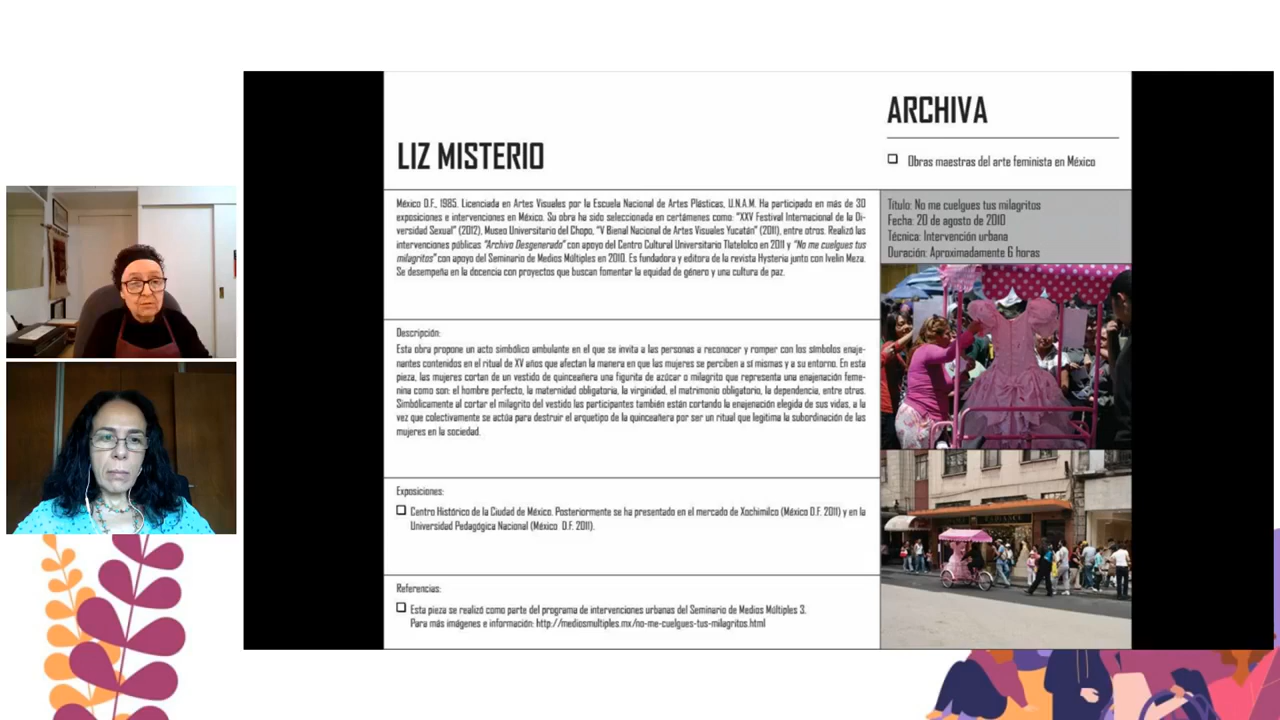 ARCHIVA
Obras maestras del arte feminista en México
LIZ MISTERIO
México D.F., 1985. Licenciada en Artes Visuales por la Escuela Nacional de Artes Plásticas, U.N.A.M. Ha participado en más de 30
exposiciones e intervenciones en México. Su obra ha sido seleccionada en certámenes como: "XXV Festival Internacional de la Di-
versidad Sexual" (2012), Museo Universitario del Chopo, "V Bienal Nacional de Artes Visuales Yucatán" (2011), entre otros. Realizó las
intervenciones públicas "Archivo Desgenerado" con apoyo del Centro Cultural Universitario Tlatelolco en 2011 y "No me cuelgues tus
milagritos" con apoyo del Seminario de Medios Múltiples en 2010. Es fundadora y editora de la revista Hysteria junto con Ivelin Meza.
Se desempeña en la docencia con proyectos que buscan fomentar la equidad de género y una cultura de paz.
Título: No me cuelgues tus milagritos
Fecha: 20 de agosto de 2010
Técnica: Intervención urbana
Duración: Aproximadamente 6 horas
Descripción:
Esta obra propone un acto simbólico ambulante en el que se invita a las personas a reconocer y romper con los símbolos enaje-
nantes contenidos en el ritual de XV años que afectan la manera en que las mujeres se perciben a sí mismas y a su entorno. En esta
pieza, las mujeres cortan de un vestido de quinceañera una figurita de azúcar o milagrito que representa una enajenación feme-
nina como son: el hombre perfecto, la maternidad obligatoria, la virginidad, el matrimonio obligatorio, la dependencia, entre otras.
Simbólicamente al cortar el milagrito del vestido las participantes también están cortando la enajenación elegida de sus vidas, a la
vez que colectivamente se actúa para destruir el arquetipo de la quinceañera por ser un ritual que legitima la subordinación de las
mujeres en la sociedad.
Exposiciones:
Centro Histórico de la Ciudad de México. Posteriormente se ha presentado en el mercado de Xochimilco (México D.F. 2011) y en la
Universidad Pedagógica Nacional (México D.F. 2011).
Referencias:
Esta pieza se realizó como parte del programa de intervenciones urbanas del Seminario de Medios Múltiples 3.
Para más imágenes e información: http://mediosmultiples.mx/no-me-cuelgues-tus-milagritos.html